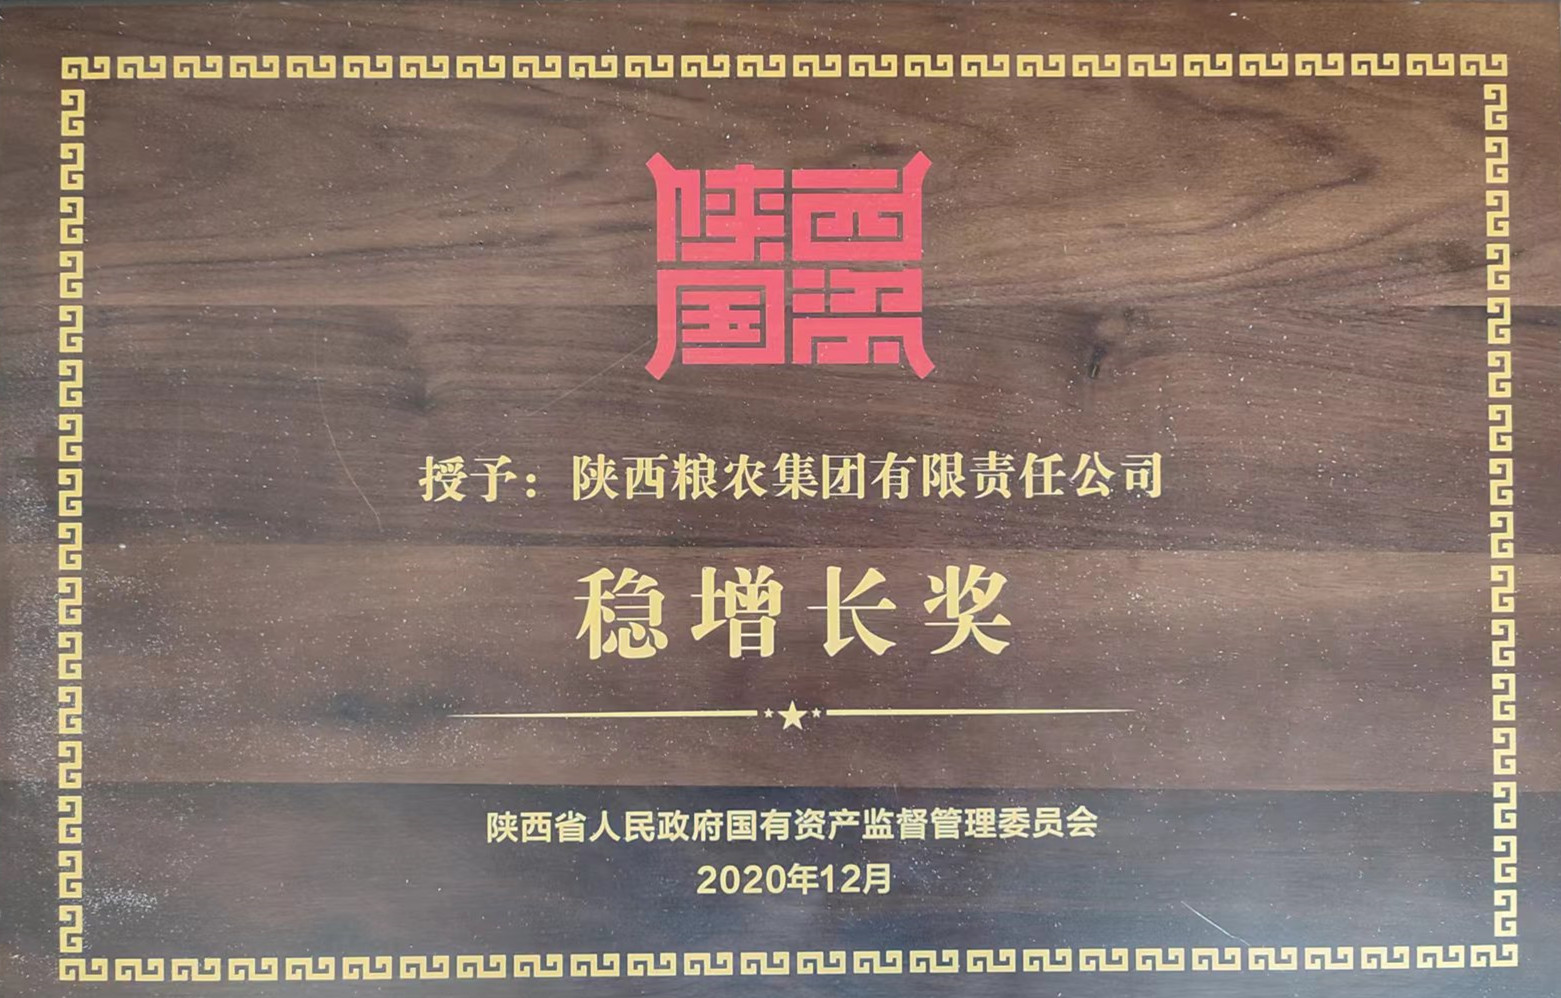 陕西
国资
授予：陕西粮农集团有限责任公司
稳增长奖
陕西省人民政府国有资产监督管理委员会
2020年12月